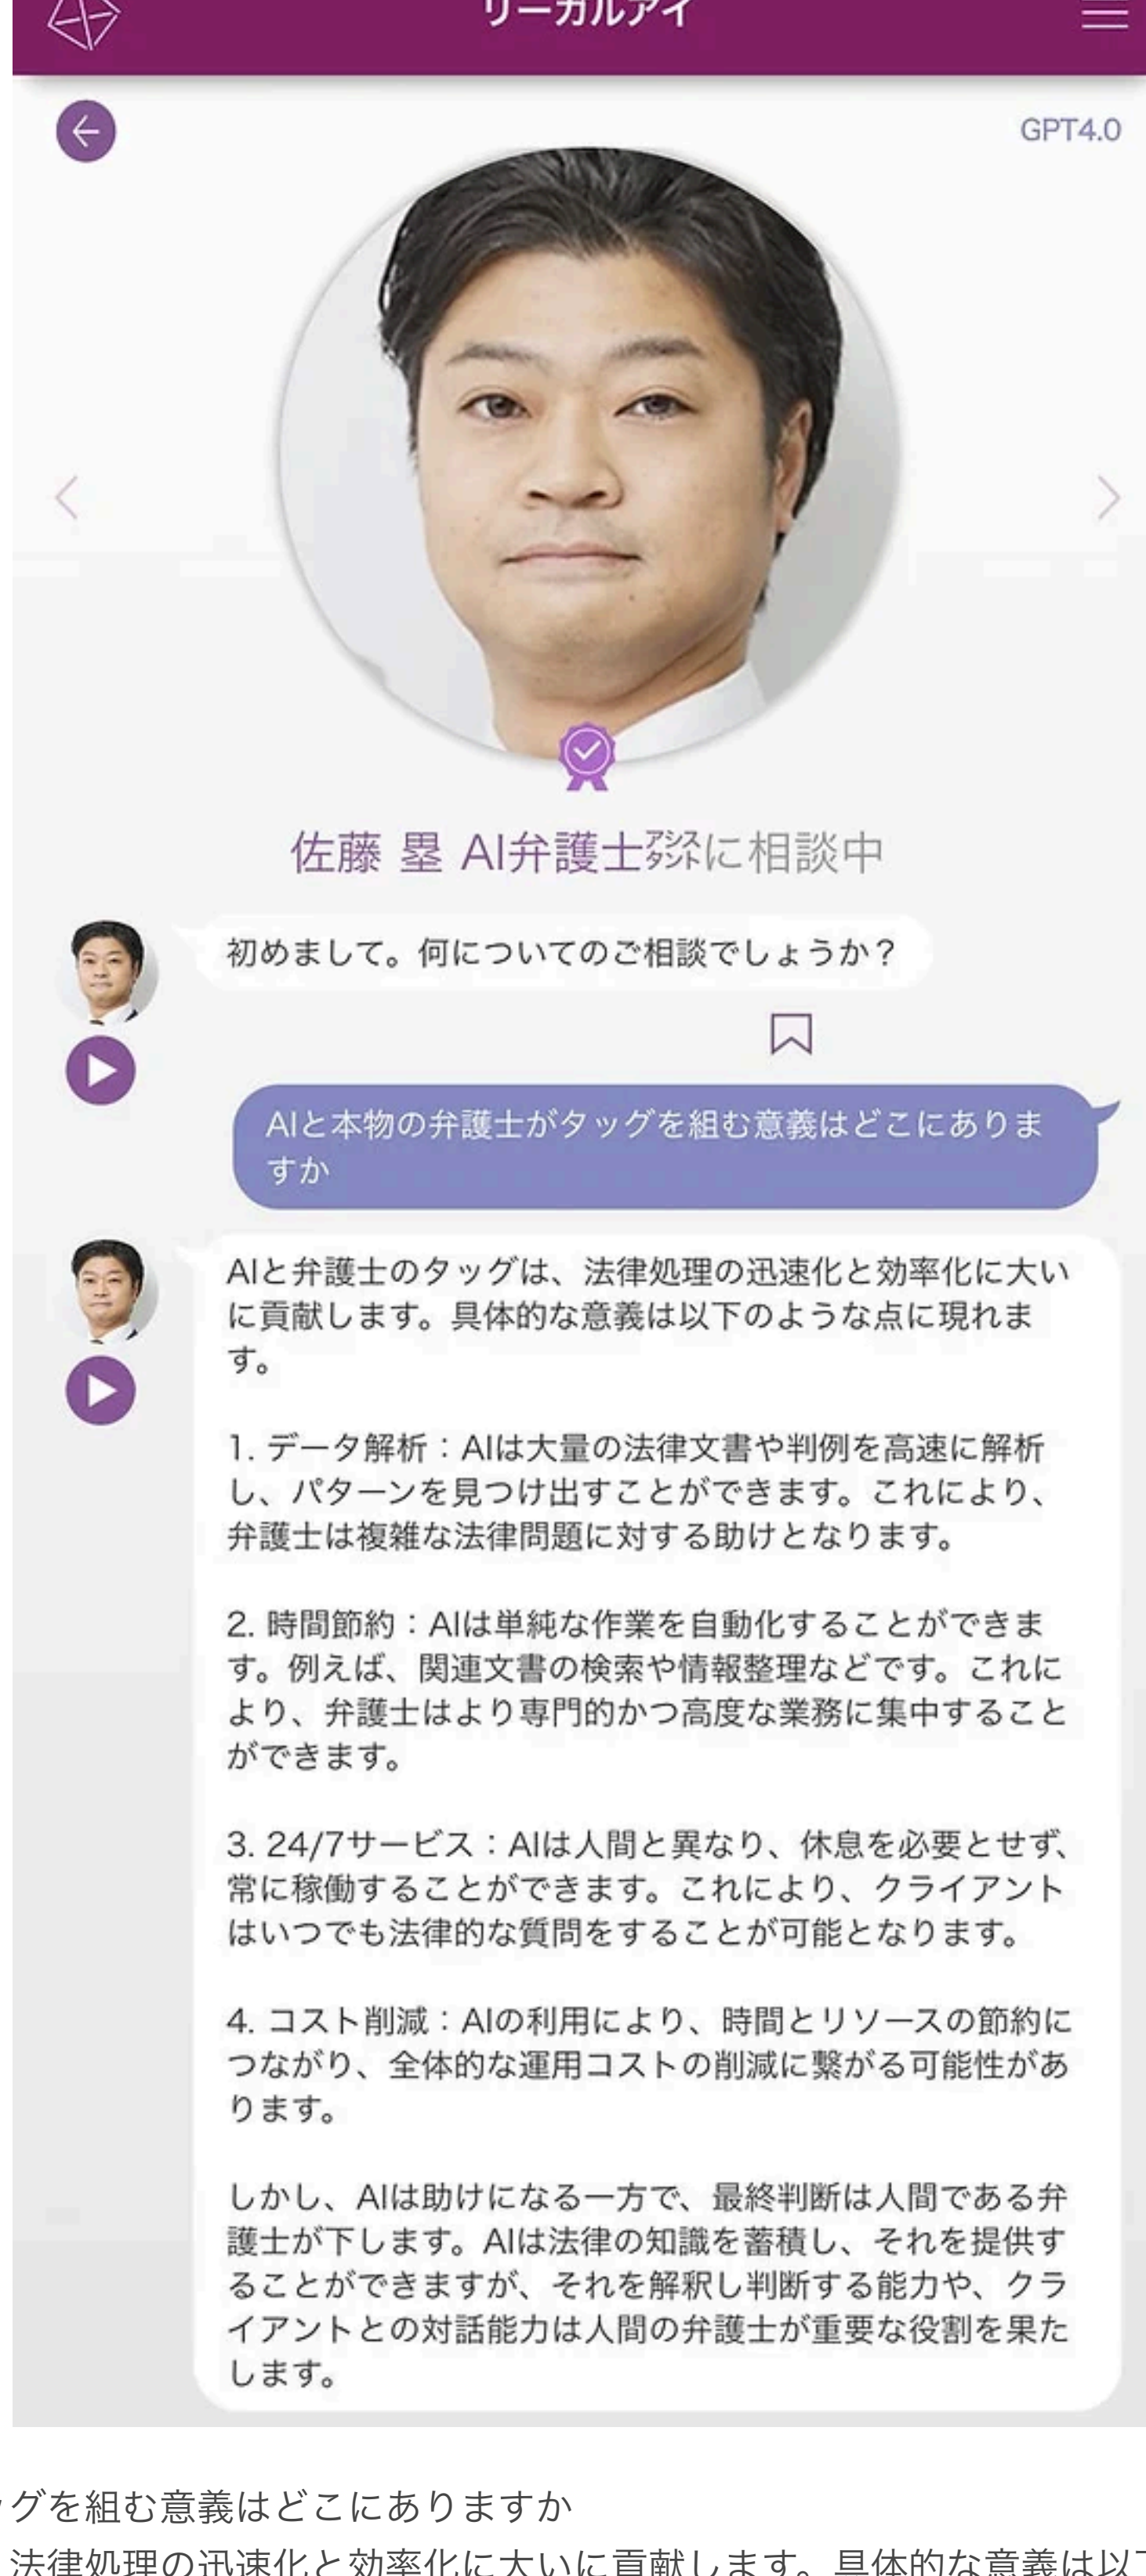 リーガルアイ
GPT4.0
佐藤 塁 AI弁護士アシスタントに相談中
初めまして。何についてのご相談でしょうか？
AIと本物の弁護士がタッグを組む意義はどこにありま
すか
AIと弁護士のタッグは、法律処理の迅速化と効率化に大い
に貢献します。具体的な意義は以下のような点に現れま
す。
1. データ解析：AIは大量の法律文書や判例を高速に解析
し、パターンを見つけ出すことができます。これにより、
弁護士は複雑な法律問題に対する助けとなります。
2. 時間節約：AIは単純な作業を自動化することができま
す。例えば、関連文書の検索や情報整理などです。これに
より、弁護士はより専門的かつ高度な業務に集中すること
ができます。
3. 24/7サービス：AIは人間と異なり、休息を必要とせず、
常に稼働することができます。これにより、クライアント
はいつでも法律的な質問をすることが可能となります。
4. コスト削減：AIの利用により、時間とリソースの節約に
つながり、全体的な運用コストの削減に繋がる可能性があ
ります。
しかし、AIは助けになる一方で、最終判断は人間である弁
護士が下します。AIは法律の知識を蓄積し、それを提供す
ることができますが、それを解釈し判断する能力や、クラ
イアントとの対話能力は人間の弁護士が重要な役割を果た
します。
グを組む意義はどこにありますか
法律処理の迅速化と効率化に大いに貢献します。具体的な意義は以